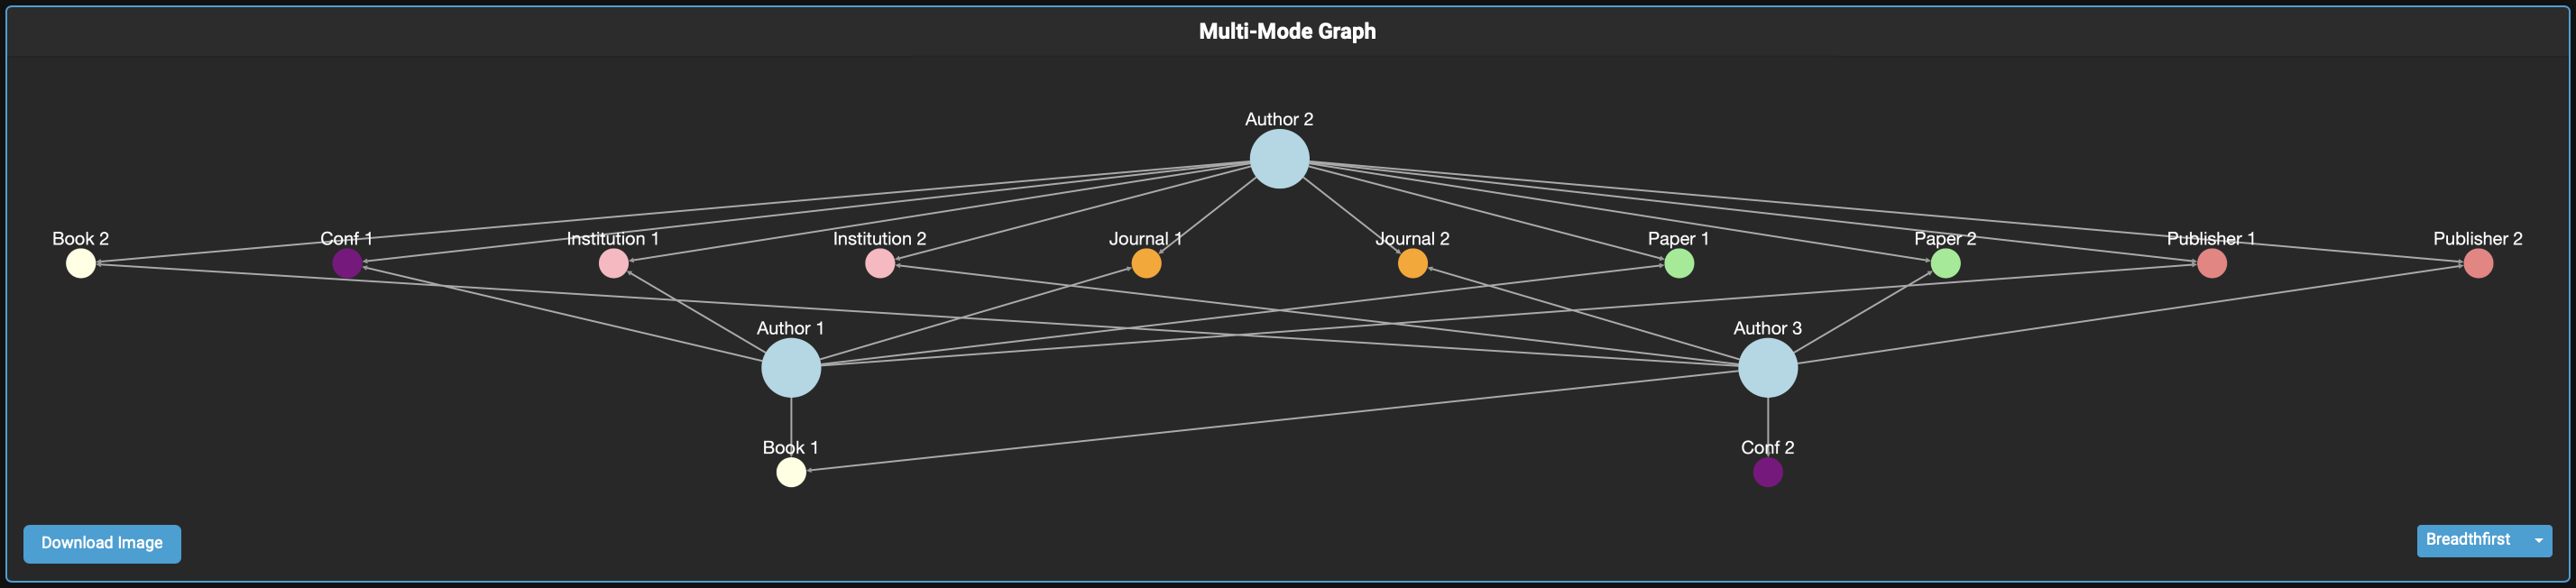 Multi-Mode Graph
Author 2
Book 2
Conf 1
Institution 1
Institution 2
Journal 1
Journal 2
Paper 1
Paper 2
Publisher 1
Publisher 2
Author 1
Author 3
Book 1
Conf 2
Download Image
Breadthfirst